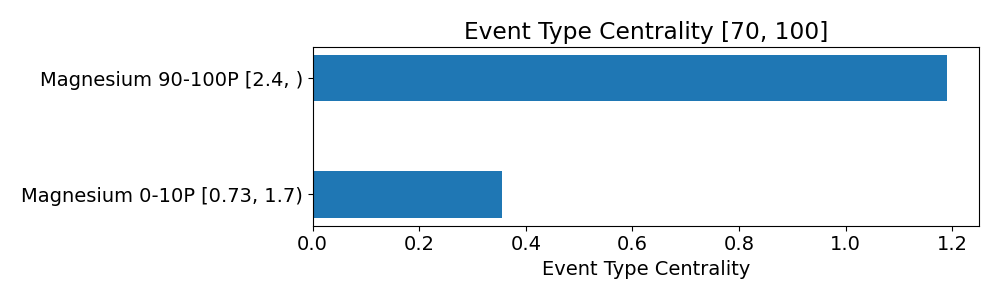 Event Type Centrality [70, 100]
Magnesium 90-100P [2.4, )
Magnesium 0-10P [0.73, 1.7)
0.0 0.2 0.4 0.6 0.8 1.0 1.2
Event Type Centrality